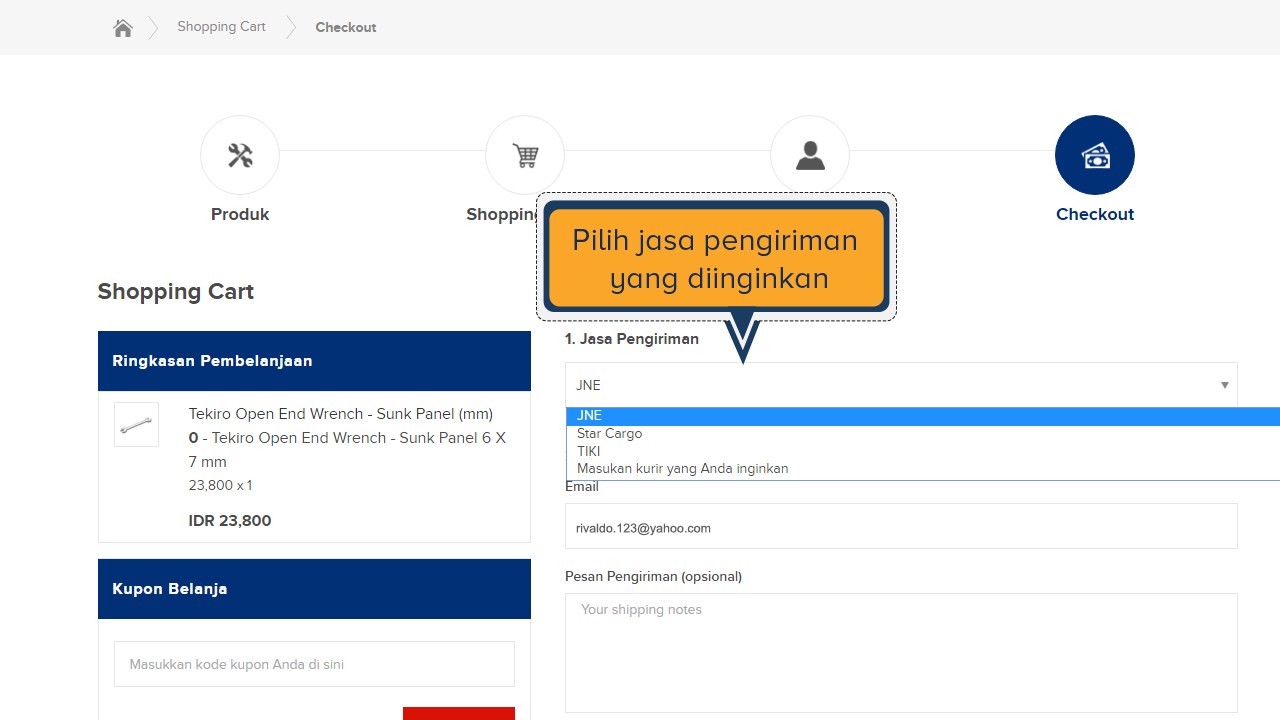 Shopping Cart
Checkout
Produk
Shopping
Checkout
Pilih jasa pengiriman
yang diinginkan
Shopping Cart
Ringkasan Pembelanjaan
Tekiro Open End Wrench - Sunk Panel (mm)
0 - Tekiro Open End Wrench - Sunk Panel 6 X
7 mm
23,800 x 1
IDR 23,800
Kupon Belanja
Masukkan kode kupon Anda di sini
1. Jasa Pengiriman
JNE
JNE
Star Cargo
TIKI
Masukan kurir yang Anda inginkan
Email
rivaldo.123@yahoo.com
Pesan Pengiriman (opsional)
Your shipping notes